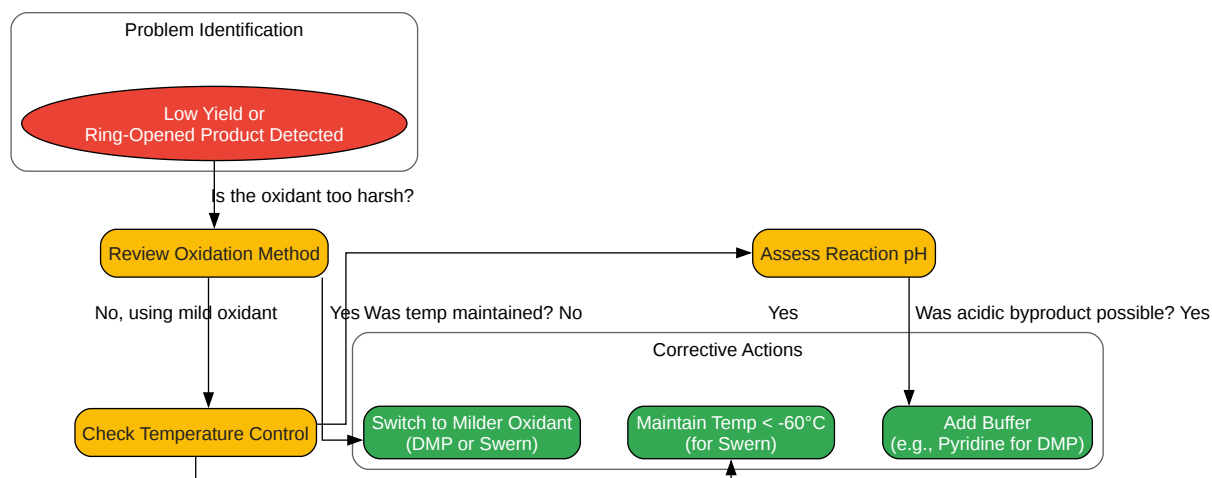 Problem Identification
Low Yield or
Ring-Opened Product Detected
Is the oxidant too harsh?
Review Oxidation Method
Assess Reaction pH
No, using mild oxidant
Yes
Was temp maintained? No
Yes
Was acidic byproduct possible? Yes
Corrective Actions
Check Temperature Control
Switch to Milder Oxidant
(DMP or Swern)
Maintain Temp < -60°C
(for Swern)
Add Buffer
(e.g., Pyridine for DMP)